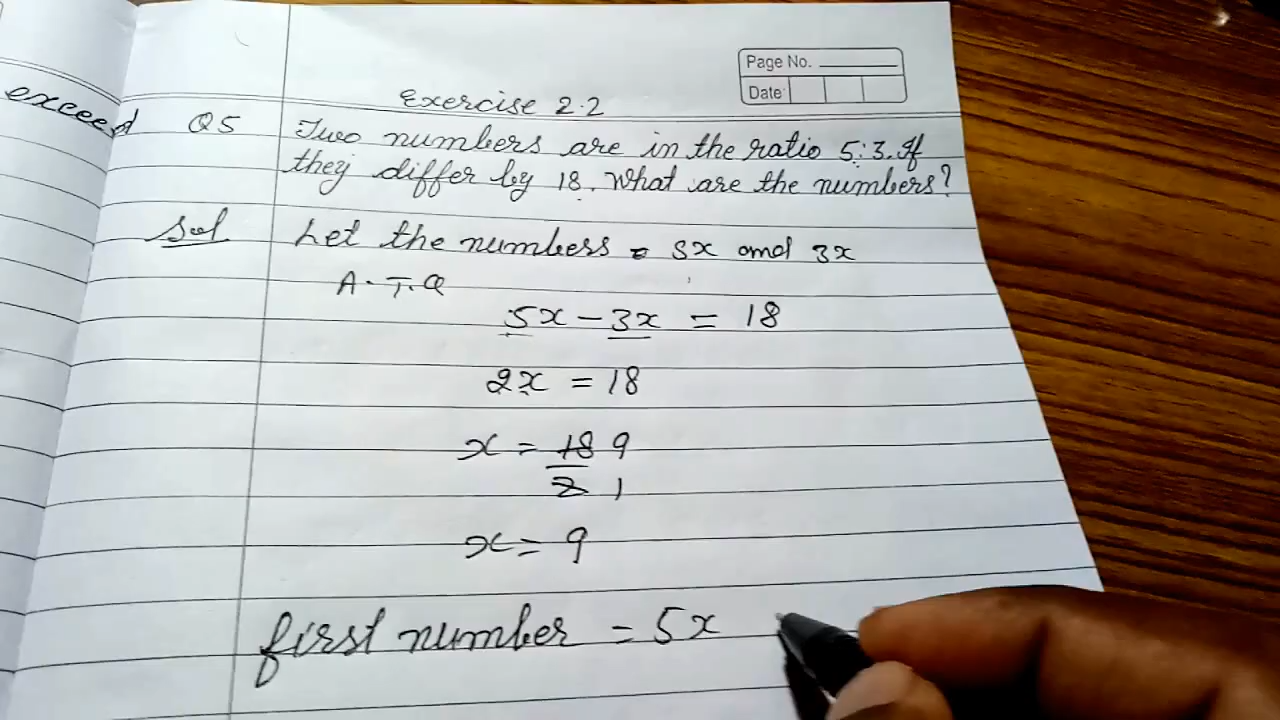 Page No.
Date
Exercise 2.2
exceed
Q5 Two numbers are in the ratio 5:3. If
they differ by 18. What are the numbers?
Sol Let the numbers = 5x and 3x
A.T.Q
5x - 3x = 18
2x = 18
x = 18 9
2 1
x = 9
first number = 5x